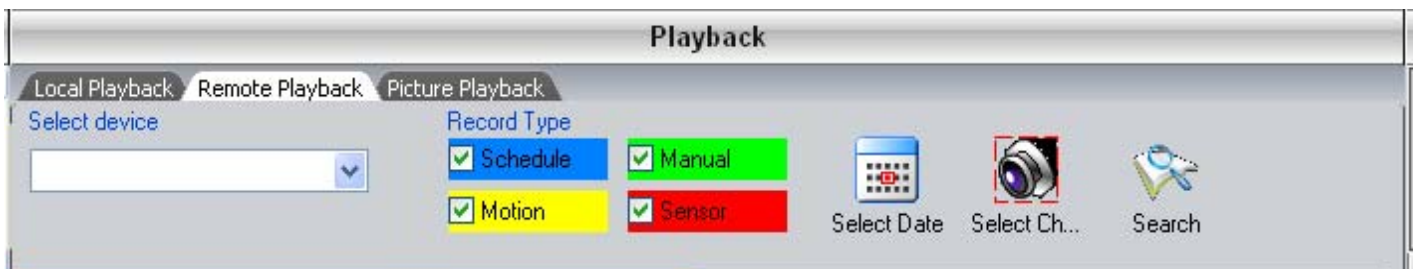 Playback
Local Playback Remote Playback Picture Playback
Select device Record Type
Schedule Manual
Motion Sensor
Select Date Select Ch... Search